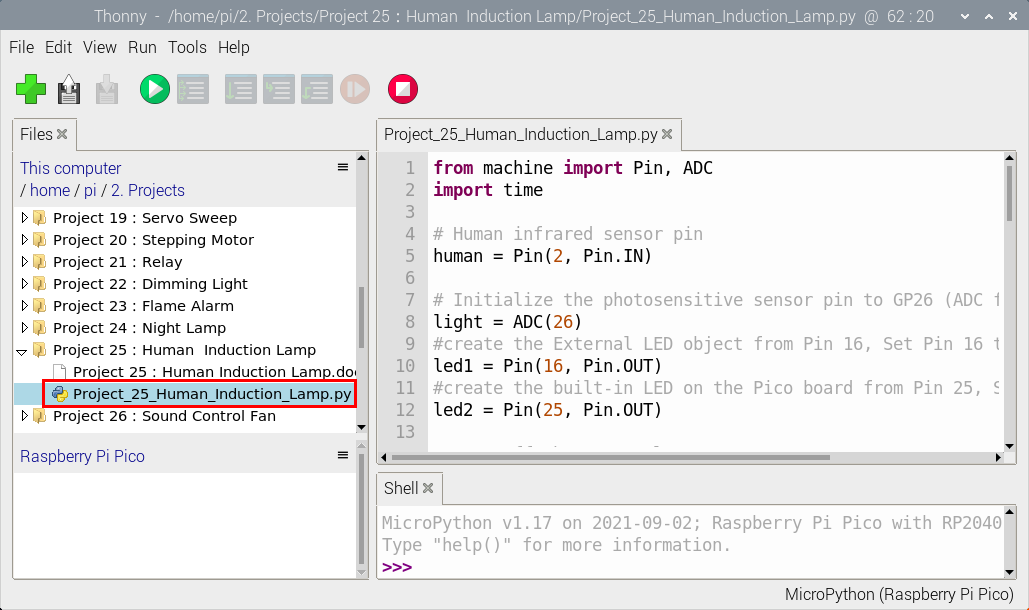 Thonny - /home/pi/2. Projects/Project 25 : Human Induction Lamp/Project_25_Human_Induction_Lamp.py @ 62 : 20
File Edit View Run Tools Help
Files
This computer
/ home / pi / 2. Projects
Project 19 : Servo Sweep
Project 20 : Stepping Motor
Project 21 : Relay
Project 22 : Dimming Light
Project 23 : Flame Alarm
Project 24 : Night Lamp
Project 25 : Human Induction Lamp
Project 25 : Human Induction Lamp.doc
Project_25_Human_Induction_Lamp.py
Project 26 : Sound Control Fan
Raspberry Pi Pico
Project_25_Human_Induction_Lamp.py
1 from machine import Pin, ADC
2 import time
3
4 # Human infrared sensor pin
5 human = Pin(2, Pin.IN)
6
7 # Initialize the photosensitive sensor pin to GP26 (ADC f
8 light = ADC(26)
9 #create the External LED object from Pin 16, Set Pin 16 t
10 led1 = Pin(16, Pin.OUT)
11 #create the built-in LED on the Pico board from Pin 25, S
12 led2 = Pin(25, Pin.OUT)
13
Shell
MicroPython v1.17 on 2021-09-02; Raspberry Pi Pico with RP2040
Type "help()" for more information.
>>>
MicroPython (Raspberry Pi Pico)